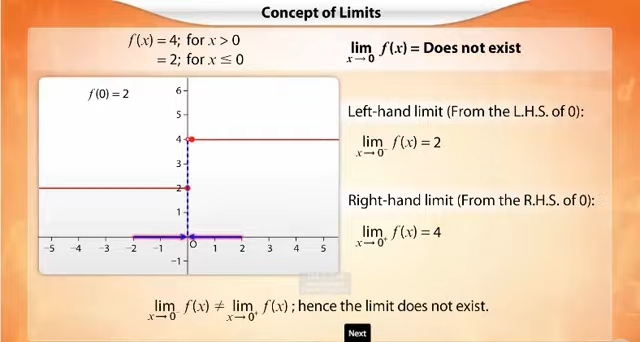 Concept of Limits
f(x) = 4; for x > 0
= 2; for x ≤ 0
lim x→0 f(x) = Does not exist
f(0) = 2
6
5
4
3
2
1
-5 -4 -3 -2 -1 O 1 2 3 4 5
-1
Left-hand limit (From the L.H.S. of 0):
lim x→0⁻ f(x) = 2
Right-hand limit (From the R.H.S. of 0):
lim x→0⁺ f(x) = 4
lim x→0⁻ f(x) ≠ lim x→0⁺ f(x) ; hence the limit does not exist.
Next